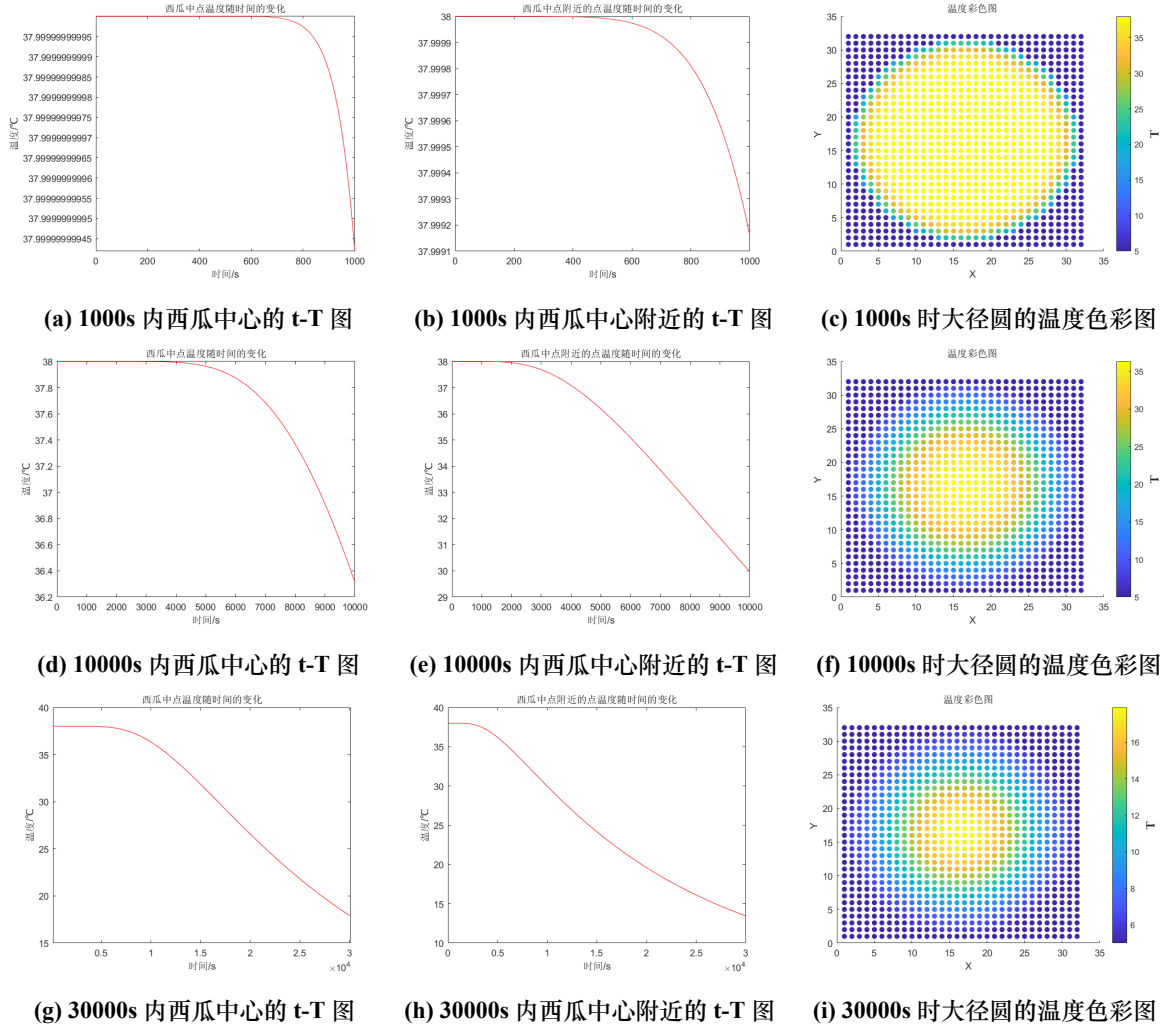 西瓜中点温度随时间的变化
37.99999999995
37.9999999999
37.99999999985
37.9999999998
37.99999999975
37.9999999997
37.99999999965
37.9999999996
37.99999999955
37.9999999995
37.99999999945
温度/℃
0 200 400 600 800 1000
时间/s
(a) 1000s 内西瓜中心的 t-T 图
西瓜中点附近的点温度随时间的变化
38
37.9999
37.9998
37.9997
37.9996
37.9995
37.9994
37.9993
37.9992
37.9991
温度/℃
0 200 400 600 800 1000
时间/s
(b) 1000s 内西瓜中心附近的 t-T 图
温度彩色图
35
30
25
20
15
10
5
0
Y
0 5 10 15 20 25 30 35
X
35
30
25
20
15
10
5
T
(c) 1000s 时大径圆的温度色彩图
西瓜中点温度随时间的变化
38
37.8
37.6
37.4
37.2
37
36.8
36.6
36.4
36.2
温度/℃
0 1000 2000 3000 4000 5000 6000 7000 8000 9000 10000
时间/s
(d) 10000s 内西瓜中心的 t-T 图
西瓜中点附近的点温度随时间的变化
38
37
36
35
34
33
32
31
30
29
温度/℃
0 1000 2000 3000 4000 5000 6000 7000 8000 9000 10000
时间/s
(e) 10000s 内西瓜中心附近的 t-T 图
温度彩色图
35
30
25
20
15
10
5
0
Y
0 5 10 15 20 25 30 35
X
35
30
25
20
15
10
5
T
(f) 10000s 时大径圆的温度色彩图
西瓜中点温度随时间的变化
40
35
30
25
20
15
温度/℃
0.5 1 1.5 2 2.5 3
×10⁴
时间/s
(g) 30000s 内西瓜中心的 t-T 图
西瓜中点附近的点温度随时间的变化
40
35
30
25
20
15
10
温度/℃
0 0.5 1 1.5 2 2.5 3
×10⁴
时间/s
(h) 30000s 内西瓜中心附近的 t-T 图
温度彩色图
35
30
25
20
15
10
5
0
Y
0 5 10 15 20 25 30 35
X
16
14
12
10
8
6
T
(i) 30000s 时大径圆的温度色彩图